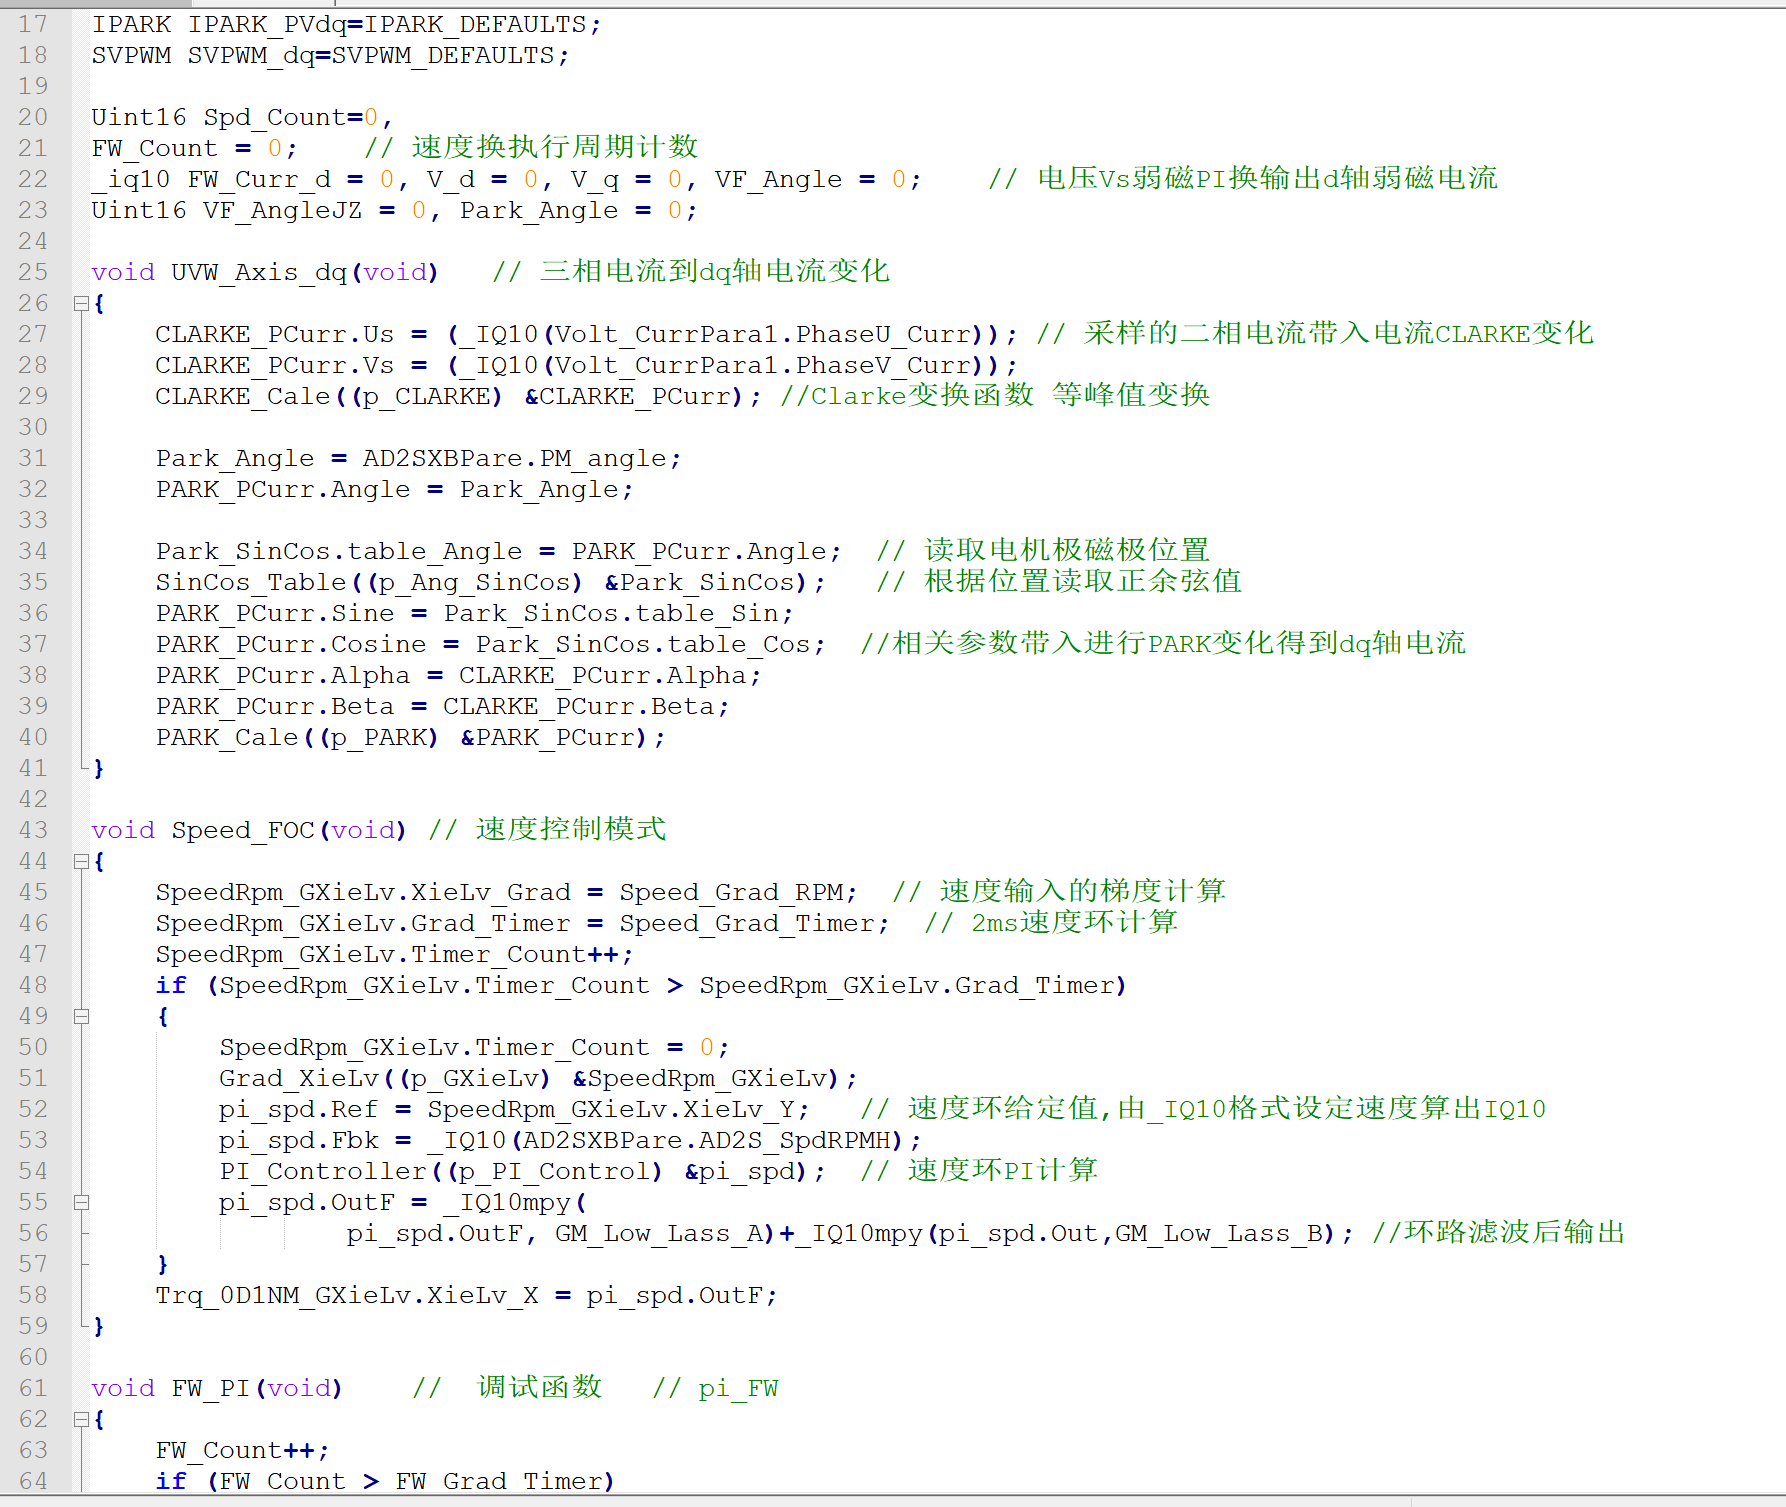 17 IPARK IPARK_PVdq=IPARK_DEFAULTS;
18 SVPWM SVPWM_dq=SVPWM_DEFAULTS;
19
20 Uint16 Spd_Count=0,
21 FW_Count = 0;    // 速度换执行周期计数
22 _iq10 FW_Curr_d = 0, V_d = 0, V_q = 0, VF_Angle = 0;    // 电压Vs弱磁PI换输出d轴弱磁电流
23 Uint16 VF_AngleJZ = 0, Park_Angle = 0;
24
25 void UVW_Axis_dq(void)   // 三相电流到dq轴电流变化
26 {
27     CLARKE_PCurr.Us = (_IQ10(Volt_CurrPara1.PhaseU_Curr)); // 采样的二相电流带入电流CLARKE变化
28     CLARKE_PCurr.Vs = (_IQ10(Volt_CurrPara1.PhaseV_Curr));
29     CLARKE_Cale((p_CLARKE) &CLARKE_PCurr); //Clarke变换函数 等峰值变换
30
31     Park_Angle = AD2SXBPare.PM_angle;
32     PARK_PCurr.Angle = Park_Angle;
33
34     Park_SinCos.table_Angle = PARK_PCurr.Angle;  // 读取电机极磁极位置
35     SinCos_Table((p_Ang_SinCos) &Park_SinCos);   // 根据位置读取正余弦值
36     PARK_PCurr.Sine = Park_SinCos.table_Sin;
37     PARK_PCurr.Cosine = Park_SinCos.table_Cos;  //相关参数带入进行PARK变化得到dq轴电流
38     PARK_PCurr.Alpha = CLARKE_PCurr.Alpha;
39     PARK_PCurr.Beta = CLARKE_PCurr.Beta;
40     PARK_Cale((p_PARK) &PARK_PCurr);
41 }
42
43 void Speed_FOC(void) // 速度控制模式
44 {
45     SpeedRpm_GXieLv.XieLv_Grad = Speed_Grad_RPM;  // 速度输入的梯度计算
46     SpeedRpm_GXieLv.Grad_Timer = Speed_Grad_Timer;  // 2ms速度环计算
47     SpeedRpm_GXieLv.Timer_Count++;
48     if (SpeedRpm_GXieLv.Timer_Count > SpeedRpm_GXieLv.Grad_Timer)
49     {
50         SpeedRpm_GXieLv.Timer_Count = 0;
51         Grad_XieLv((p_GXieLv) &SpeedRpm_GXieLv);
52         pi_spd.Ref = SpeedRpm_GXieLv.XieLv_Y;   // 速度环给定值,由_IQ10格式设定速度算出IQ10
53         pi_spd.Fbk = _IQ10(AD2SXBPare.AD2S_SpdRPMH);
54         PI_Controller((p_PI_Control) &pi_spd);  // 速度环PI计算
55         pi_spd.OutF = _IQ10mpy(
56                 pi_spd.OutF, GM_Low_Lass_A)+_IQ10mpy(pi_spd.Out,GM_Low_Lass_B); //环路滤波后输出
57     }
58     Trq_0D1NM_GXieLv.XieLv_X = pi_spd.OutF;
59 }
60
61 void FW_PI(void)    //  调试函数   // pi_FW
62 {
63     FW_Count++;
64     if (FW_Count > FW_Grad_Timer)